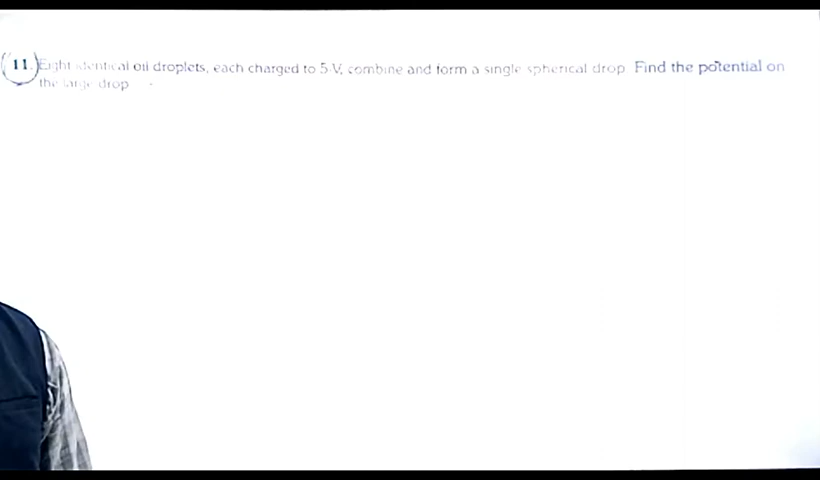 11. Eight identical oil droplets, each charged to 5 V, combine and form a single spherical drop. Find the potential on
the large drop